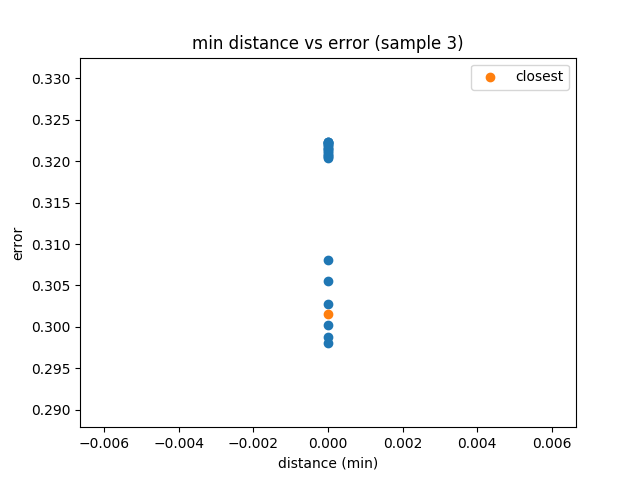 min distance vs error (sample 3)
closest
0.330
0.325
0.320
0.315
0.310
0.305
0.300
0.295
0.290
error
−0.006 −0.004 −0.002 0.000 0.002 0.004 0.006
distance (min)